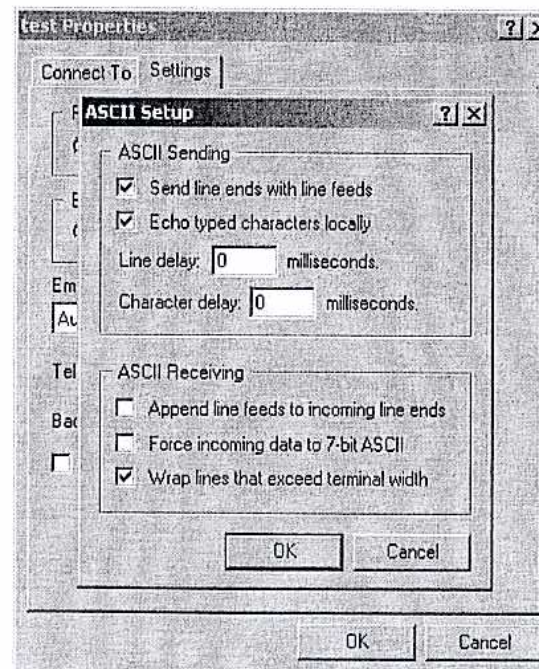 test Properties
? X
Connect To Settings
ASCII Setup
? X
ASCII Sending
Send line ends with line feeds
Echo typed characters locally
Line delay: 0 milliseconds.
Character delay: 0 milliseconds.
Em
Au
Tel
ASCII Receiving
Append line feeds to incoming line ends
Bac
Force incoming data to 7-bit ASCII
Wrap lines that exceed terminal width
OK Cancel
OK Cancel